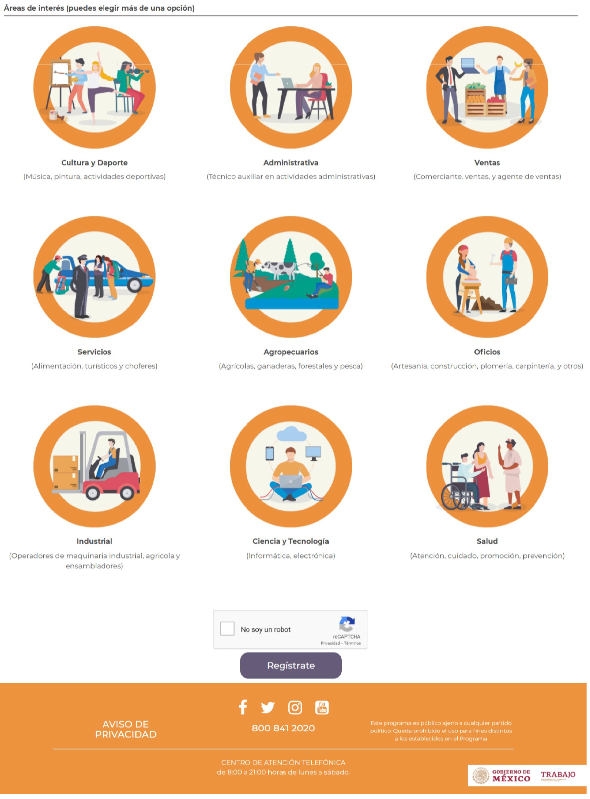 Áreas de interés (puedes elegir más de una opción)
Cultura y Deporte
(Música, pintura, actividades deportivas)
Administrativa
(Técnico auxiliar en actividades administrativas)
Ventas
(Comerciante, ventas, y agente de ventas)
Servicios
(Alimentación, turísticos y choferes)
Agropecuarios
(Agrícolas, ganaderas, forestales y pesca)
Oficios
(Artesanía, construcción, plomería, carpintería, y otros)
Industrial
(Operadores de maquinaria industrial, agrícola y
ensambladores)
Ciencia y Tecnología
(Informática, electrónica)
Salud
(Atención, cuidado, promoción, prevención)
No soy un robot
reCAPTCHA
Privacidad - Términos
Regístrate
AVISO DE
PRIVACIDAD
800 841 2020
Este programa es público ajeno a cualquier partido
político. Queda prohibido el uso para fines distintos
a los establecidos en el Programa.
CENTRO DE ATENCIÓN TELEFÓNICA
de 8:00 a 21:00 horas de lunes a sábado.
GOBIERNO DE
MÉXICO
TRABAJO